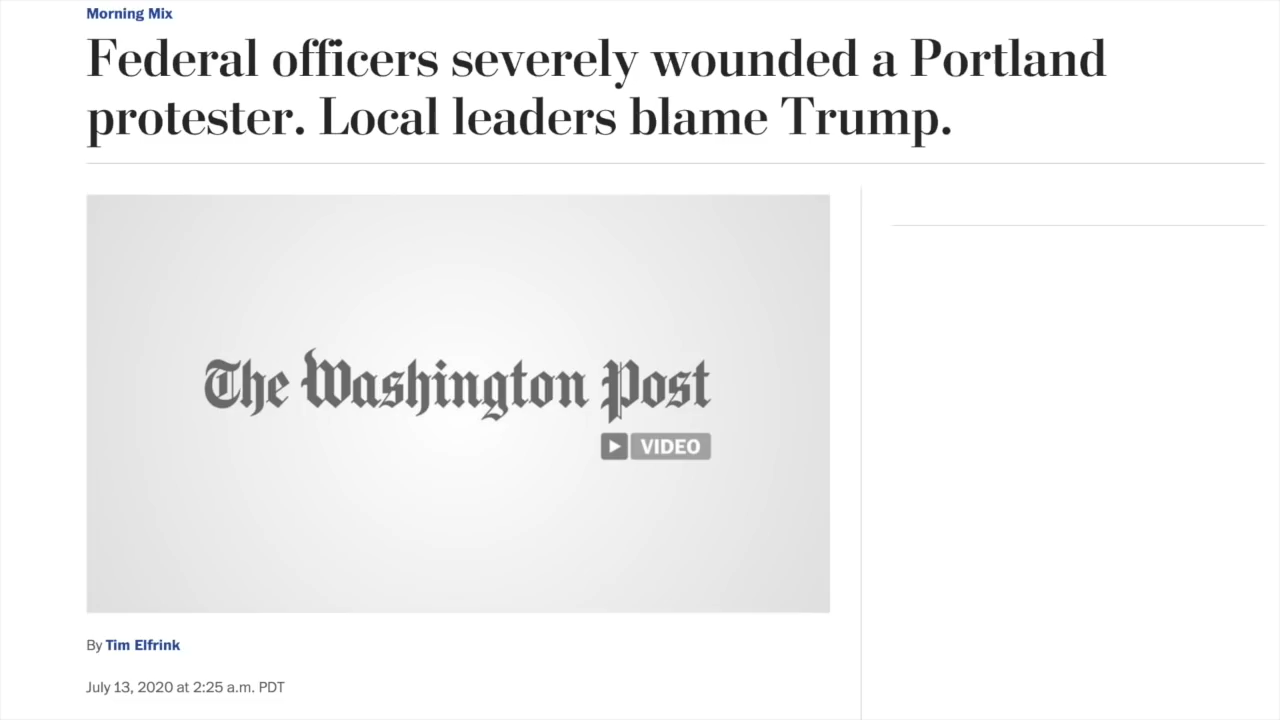 Morning Mix
Federal officers severely wounded a Portland
protester. Local leaders blame Trump.
The Washington Post
VIDEO
By Tim Elfrink
July 13, 2020 at 2:25 a.m. PDT